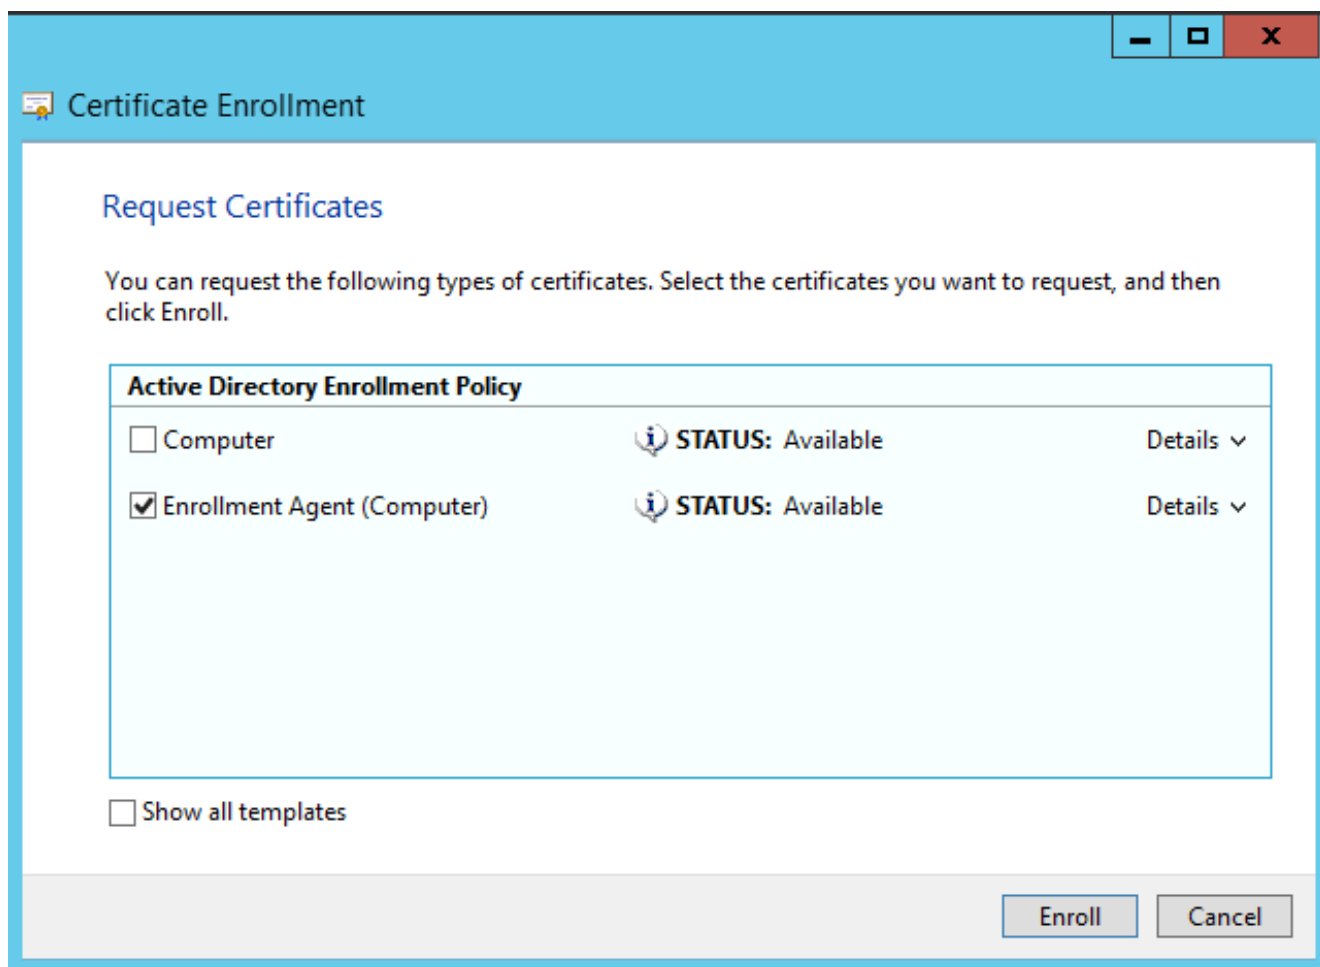 Certificate Enrollment
Request Certificates
You can request the following types of certificates. Select the certificates you want to request, and then
click Enroll.
Active Directory Enrollment Policy
Computer STATUS: Available Details
Enrollment Agent (Computer) STATUS: Available Details
Show all templates
Enroll Cancel